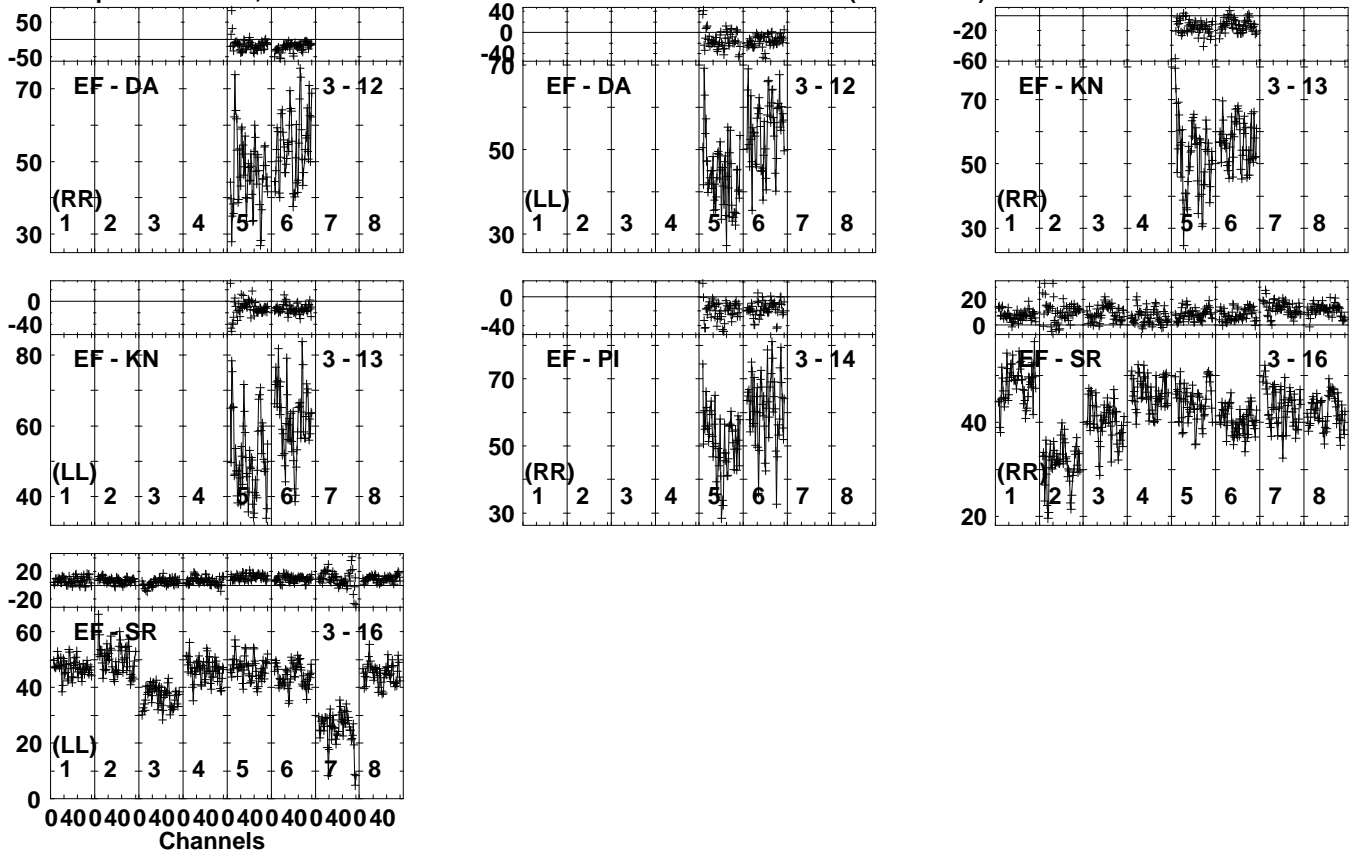 50
-50
EF - DA 3 - 12
70
50
30
(RR)
1 2 3 4 5 6 7 8
40
0
-40
EF - DA 3 - 12
70
50
30
(LL)
1 2 3 4 5 6 7 8
-20
-60
EF - KN 3 - 13
70
50
30
(RR)
1 2 3 4 5 6 7 8
0
-40
EF - KN 3 - 13
80
60
40
(LL)
1 2 3 4 5 6 7 8
0
-40
EF - PI 3 - 14
70
50
30
(RR)
1 2 3 4 5 6 7 8
20
0
EF - SR 3 - 16
40
20
(RR)
1 2 3 4 5 6 7 8
20
-20
EF - SR 3 - 16
60
40
20
0
(LL)
1 2 3 4 5 6 7 8
0 40 0 40 0 40 0 40 0 40 0 40 0 40 0 40
Channels